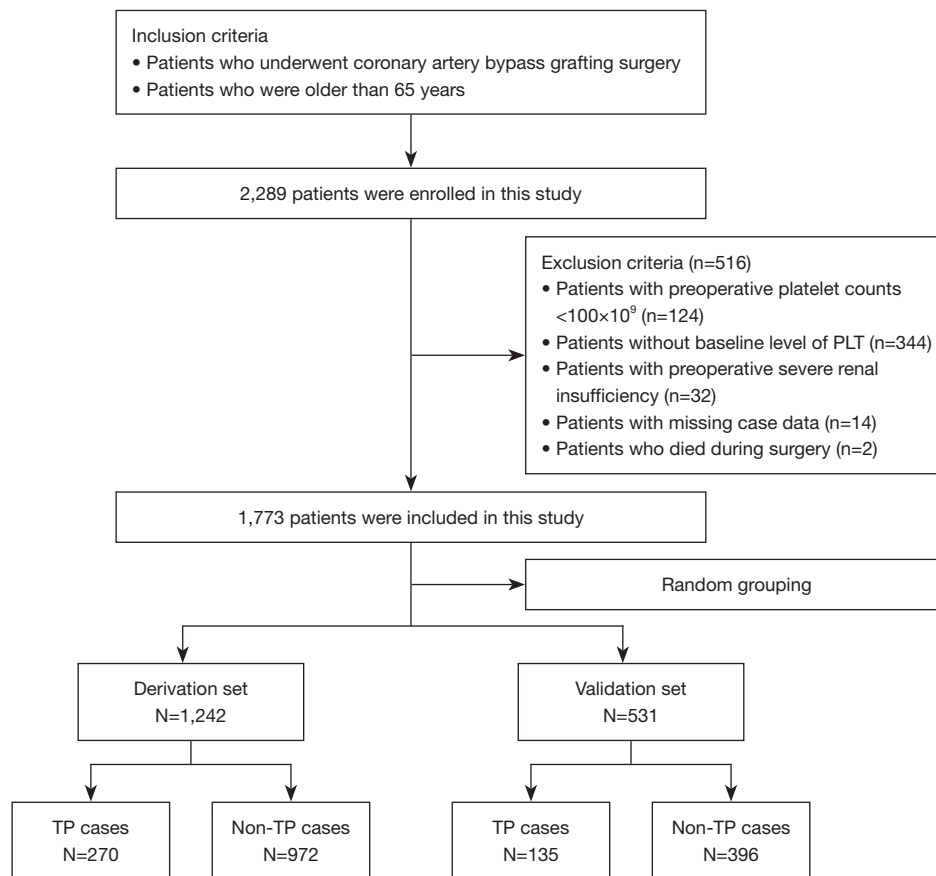 Inclusion criteria
• Patients who underwent coronary artery bypass grafting surgery
• Patients who were older than 65 years
2,289 patients were enrolled in this study
Exclusion criteria (n=516)
• Patients with preoperative platelet counts
<100×10⁹ (n=124)
• Patients without baseline level of PLT (n=344)
• Patients with preoperative severe renal
insufficiency (n=32)
• Patients with missing case data (n=14)
• Patients who died during surgery (n=2)
1,773 patients were included in this study
Random grouping
Derivation set
N=1,242
Validation set
N=531
TP cases
N=270
Non-TP cases
N=972
TP cases
N=135
Non-TP cases
N=396